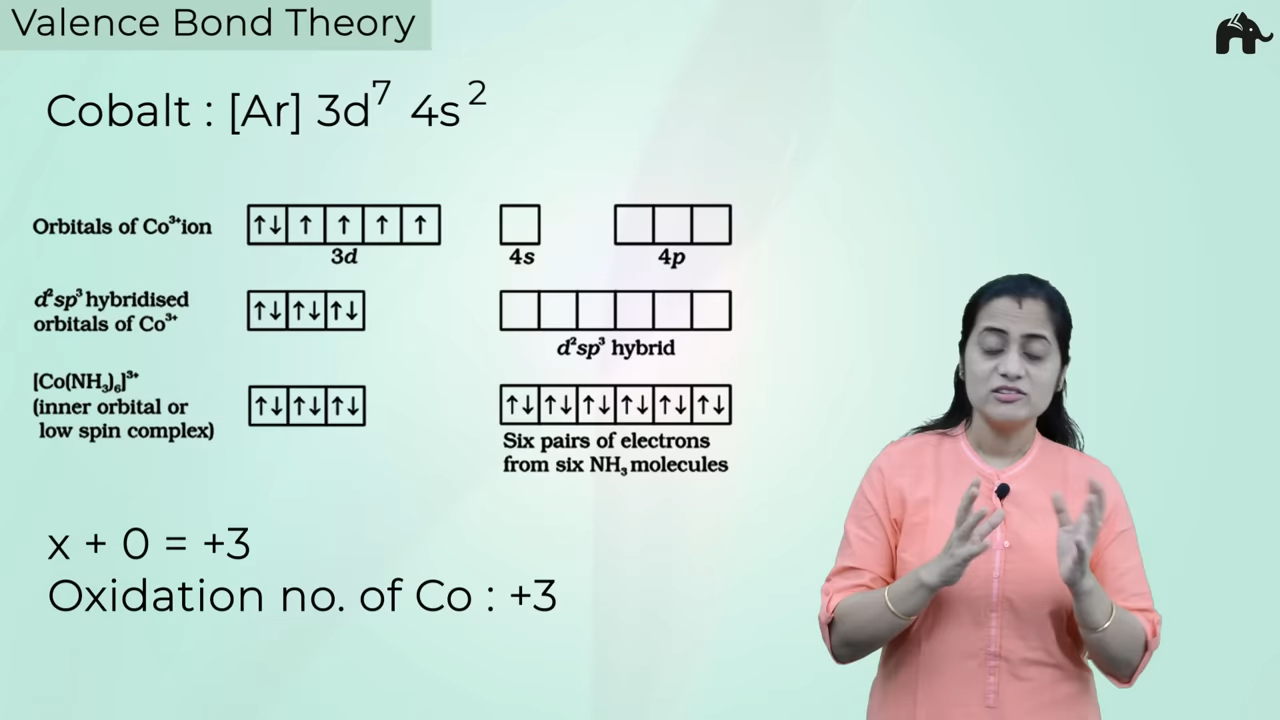 Valence Bond Theory
Cobalt : [Ar] 3d⁷ 4s²
Orbitals of Co³⁺ion
↑↓ ↑ ↑ ↑ ↑
3d
4s
4p
d²sp³ hybridised
orbitals of Co³⁺
↑↓ ↑↓ ↑↓
d²sp³ hybrid
[Co(NH₃)₆]³⁺
(inner orbital or
low spin complex)
↑↓ ↑↓ ↑↓
↑↓ ↑↓ ↑↓ ↑↓ ↑↓ ↑↓
Six pairs of electrons
from six NH₃ molecules
x + 0 = +3
Oxidation no. of Co : +3